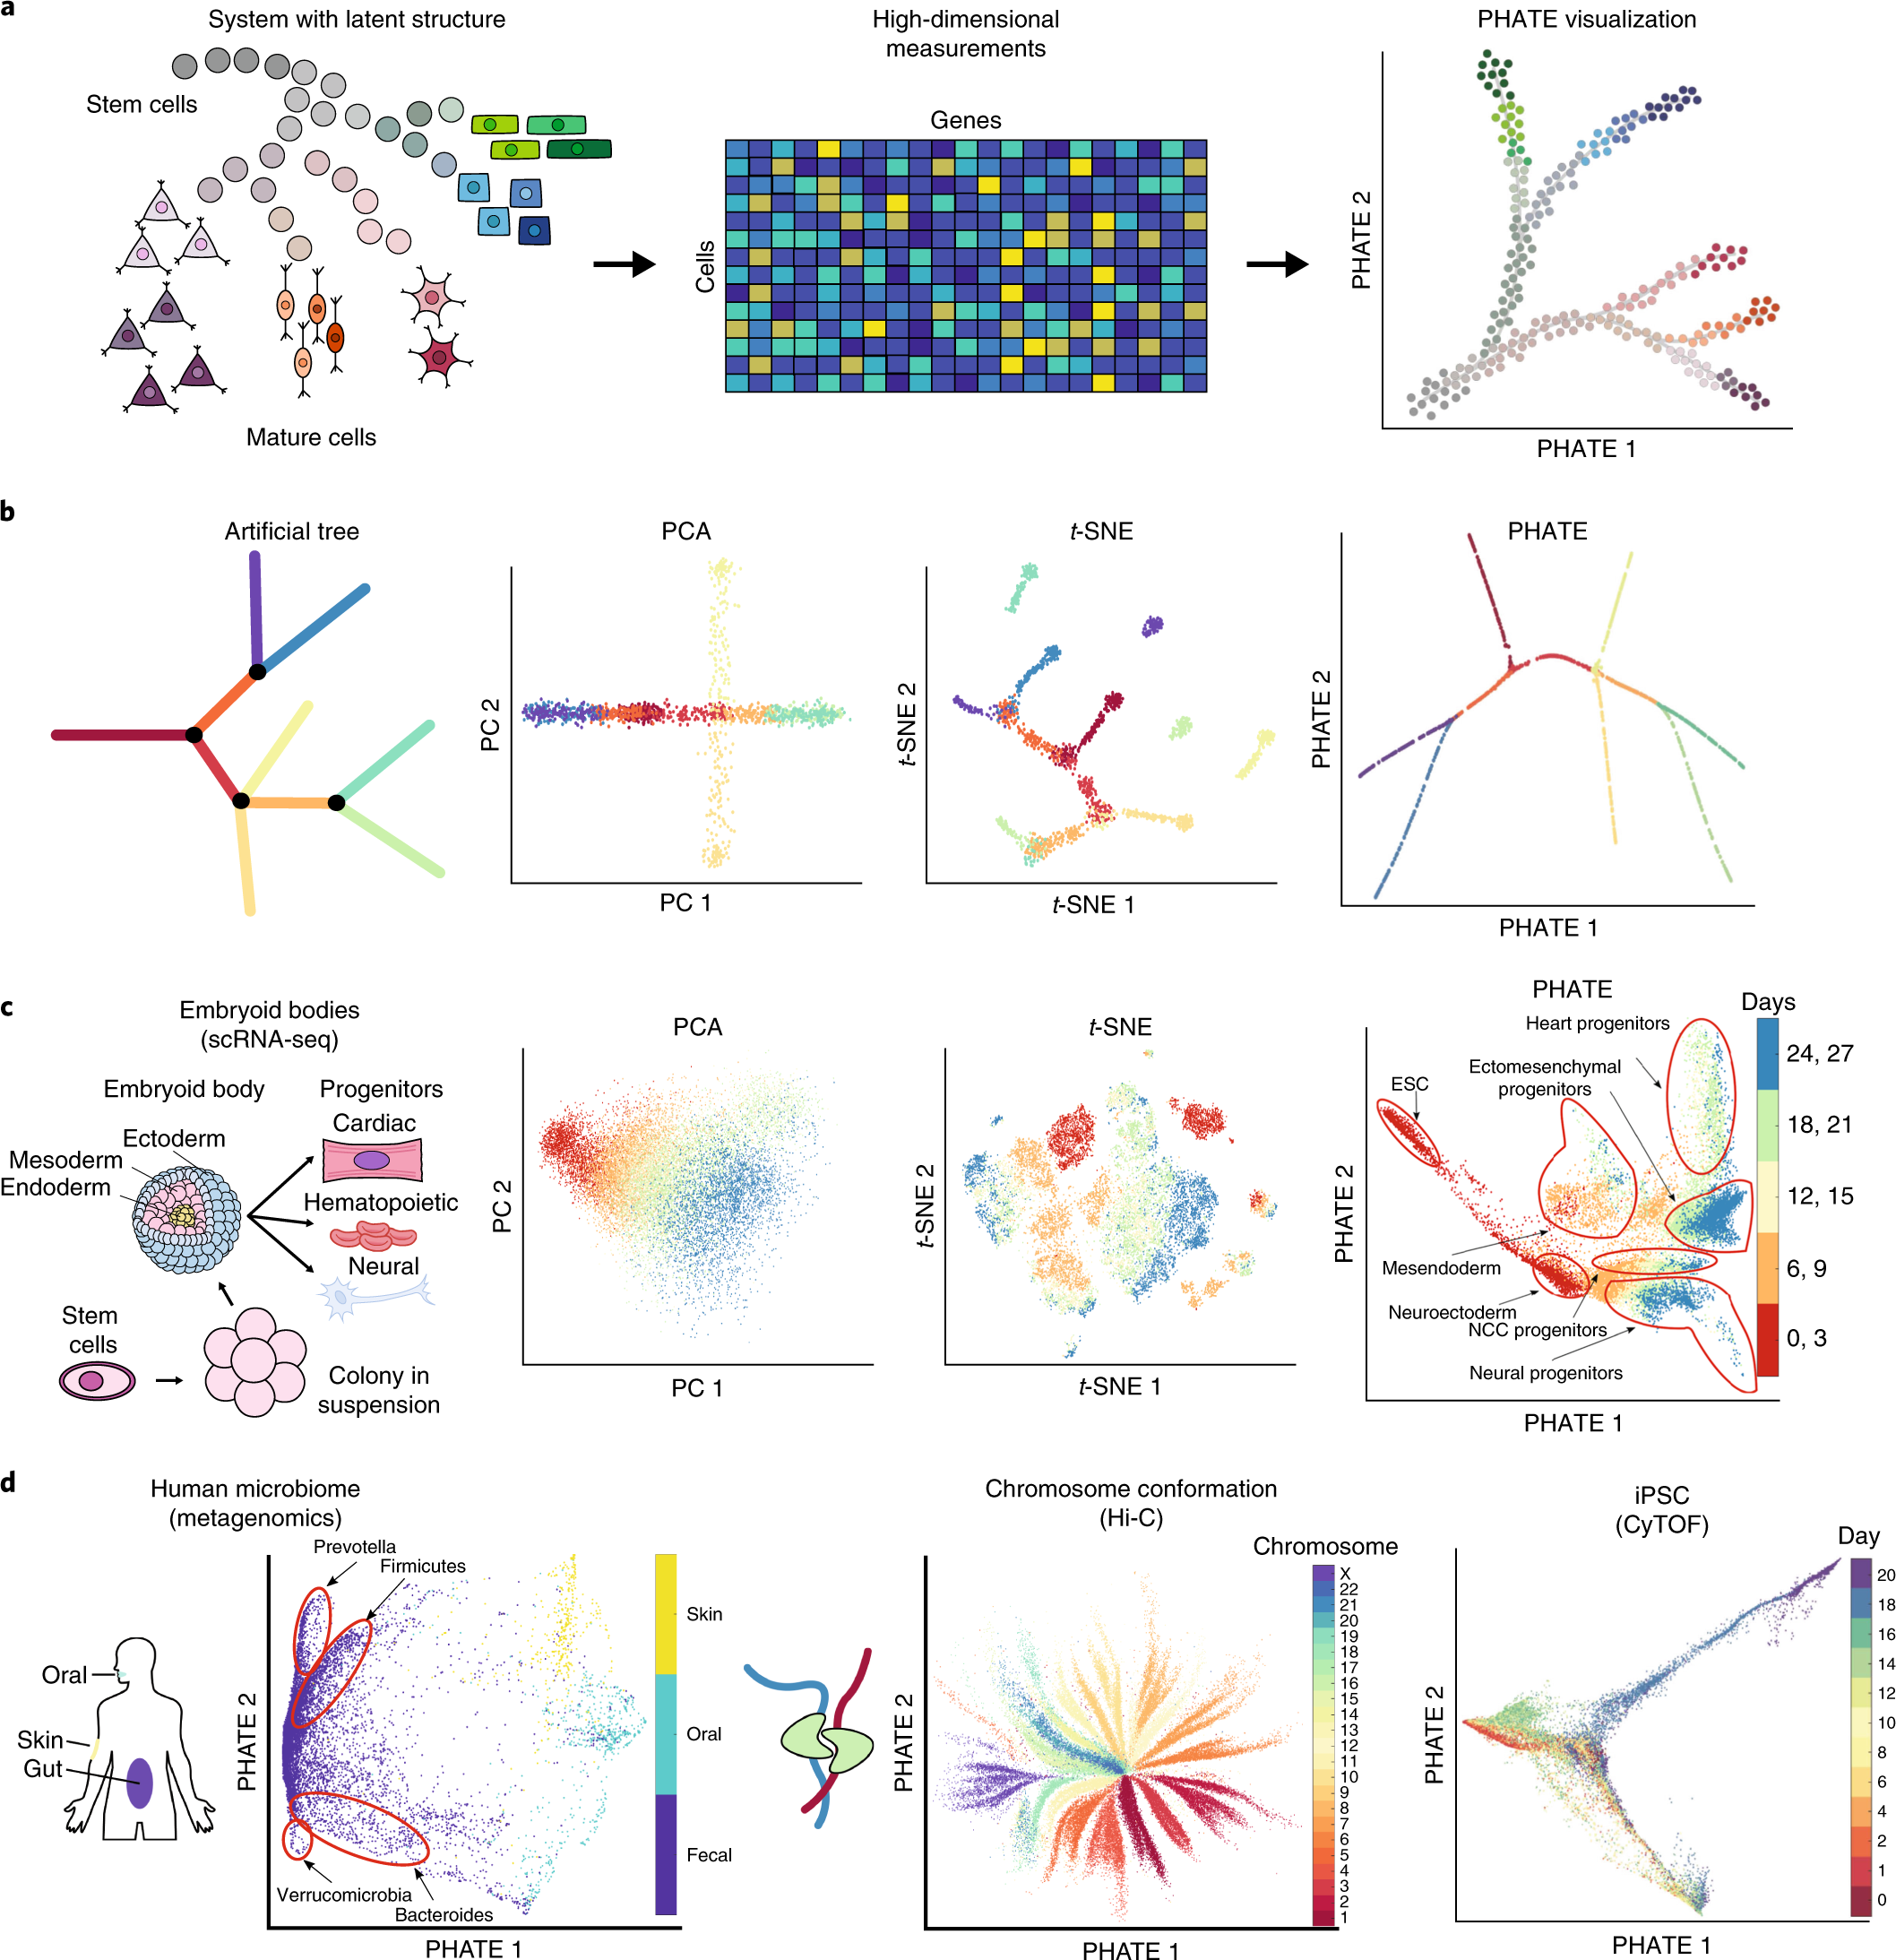 a
System with latent structure
High-dimensional
measurements
PHATE visualization
Stem cells
Mature cells
Genes
Cells
PHATE 2
PHATE 1
b
Artificial tree
PCA
PC 2
PC 1
t-SNE
t-SNE 2
t-SNE 1
PHATE
PHATE 2
PHATE 1
c
Embryoid bodies
(scRNA-seq)
Embryoid body
Progenitors
Cardiac
Ectoderm
Mesoderm
Endoderm
Hematopoietic
Neural
Stem
cells
Colony in
suspension
PCA
PC 2
PC 1
t-SNE
t-SNE 2
t-SNE 1
PHATE
Heart progenitors
Ectomesenchymal
progenitors
ESC
Mesendoderm
Neuroectoderm
NCC progenitors
Neural progenitors
PHATE 2
PHATE 1
Days
24, 27
18, 21
12, 15
6, 9
0, 3
d
Human microbiome
(metagenomics)
Oral
Skin
Gut
Prevotella
Firmicutes
Verrucomicrobia
Bacteroides
PHATE 2
PHATE 1
Skin
Oral
Fecal
Chromosome conformation
(Hi-C)
PHATE 2
PHATE 1
Chromosome
X
22
21
20
19
18
17
16
15
14
13
12
11
10
9
8
7
6
5
4
3
2
1
iPSC
(CyTOF)
PHATE 2
PHATE 1
Day
20
18
16
14
12
10
8
6
4
2
1
0